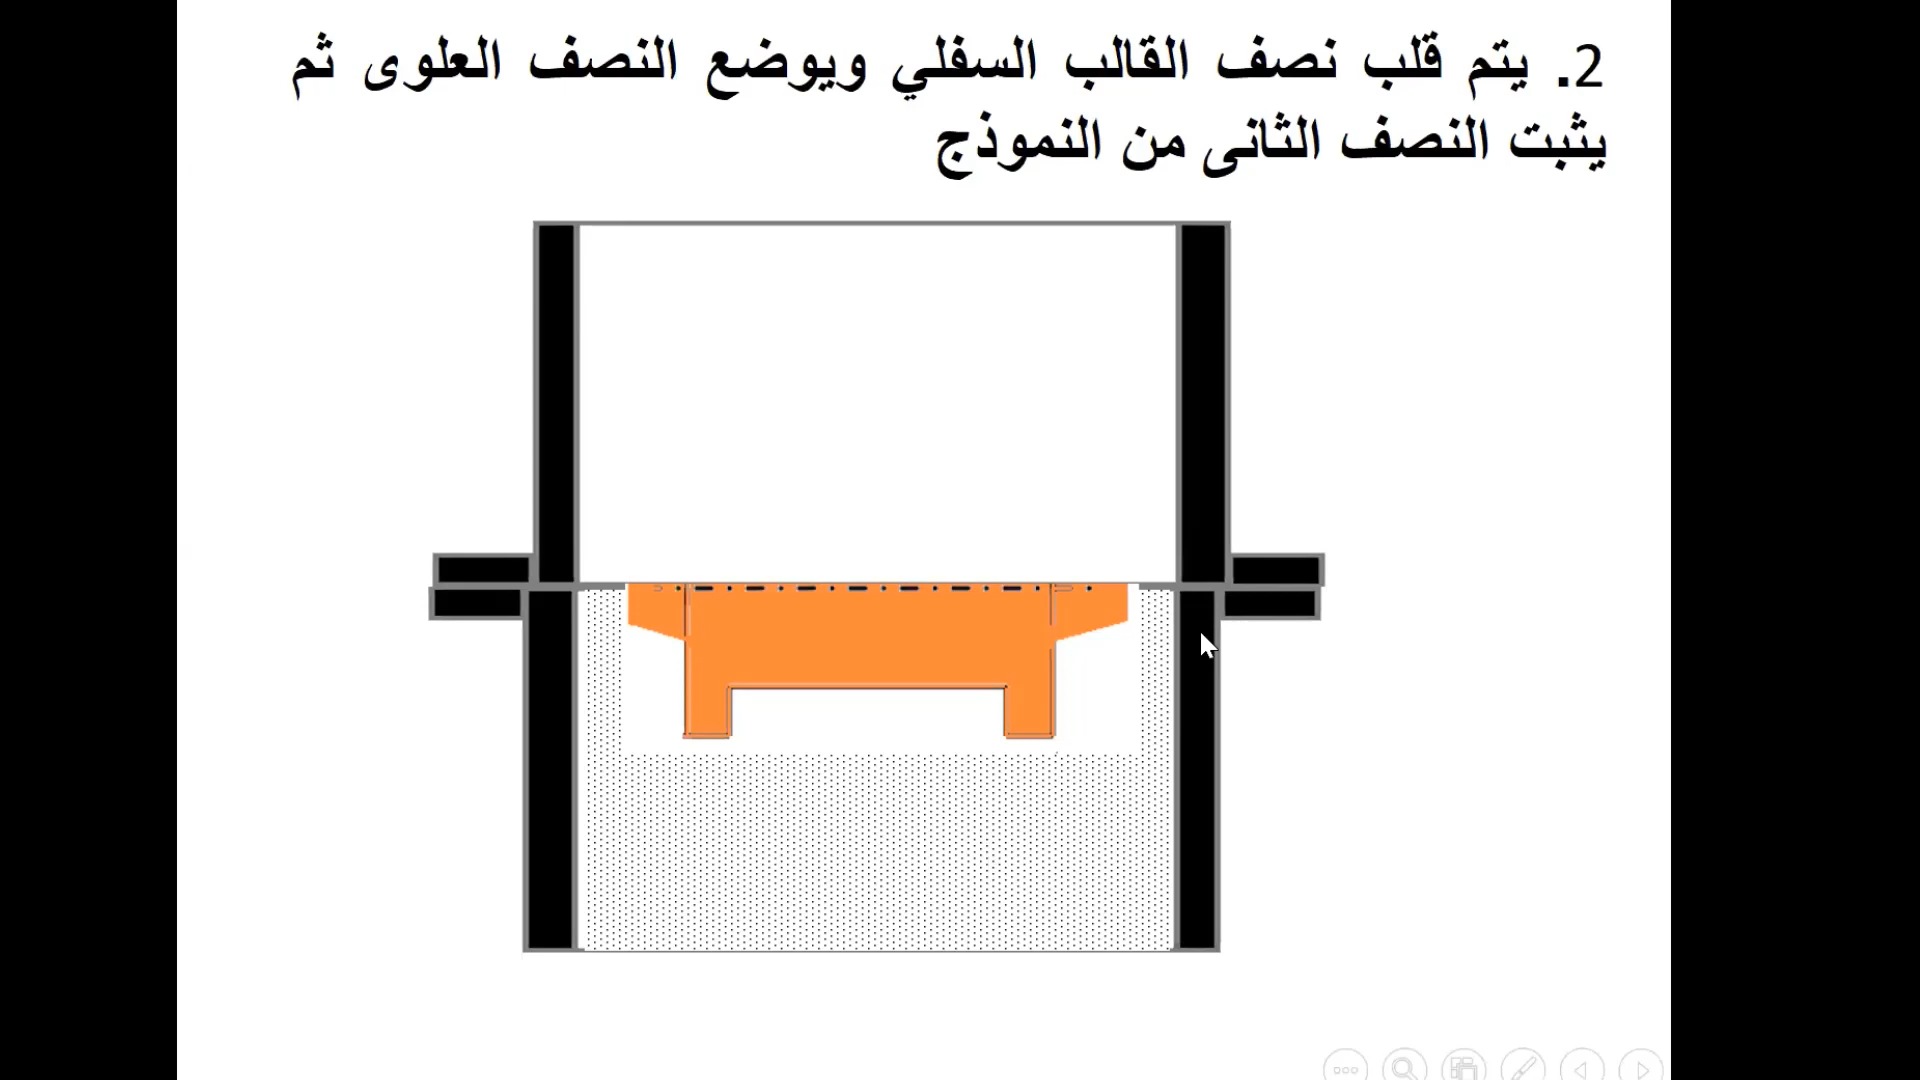 2. يتم قلب نصف القالب السفلي ويوضع النصف العلوى ثم
يثبت النصف الثانى من النموذج